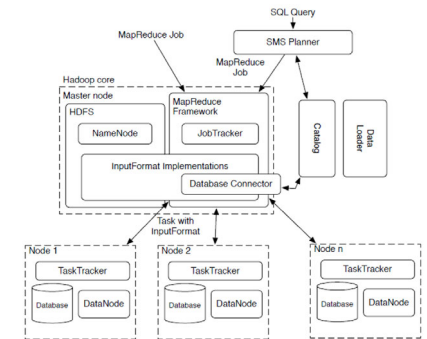 SQL Query
SMS Planner
MapReduce Job
MapReduce
Job
Hadoop core
Master node
HDFS
NameNode
MapReduce
Framework
JobTracker
InputFormat Implementations
Database Connector
Catalog
Data
Loader
Task with
InputFormat
Node 1
TaskTracker
Database
DataNode
Node 2
TaskTracker
Database
DataNode
Node n
TaskTracker
Database
DataNode